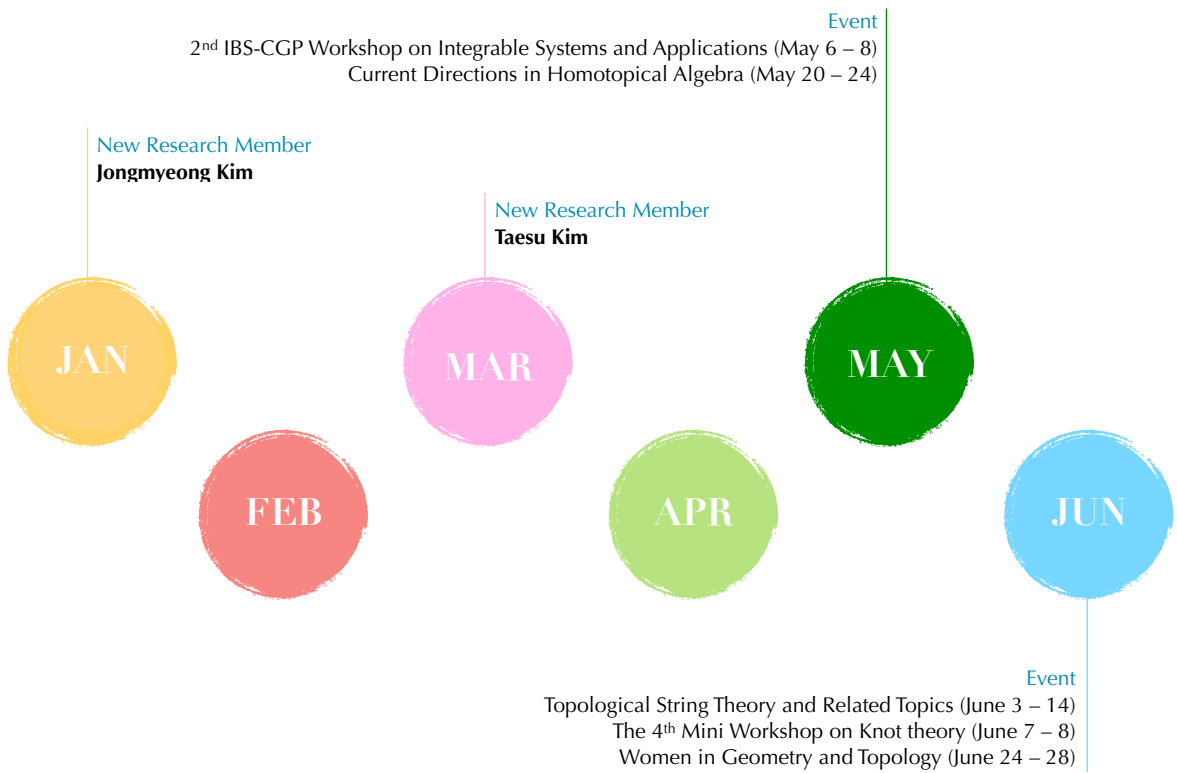 Event
2nd IBS-CGP Workshop on Integrable Systems and Applications (May 6 – 8)
Current Directions in Homotopical Algebra (May 20 – 24)
New Research Member
Jongmyeong Kim
New Research Member
Taesu Kim
JAN
MAR
MAY
FEB
APR
JUN
Event
Topological String Theory and Related Topics (June 3 – 14)
The 4th Mini Workshop on Knot theory (June 7 – 8)
Women in Geometry and Topology (June 24 – 28)